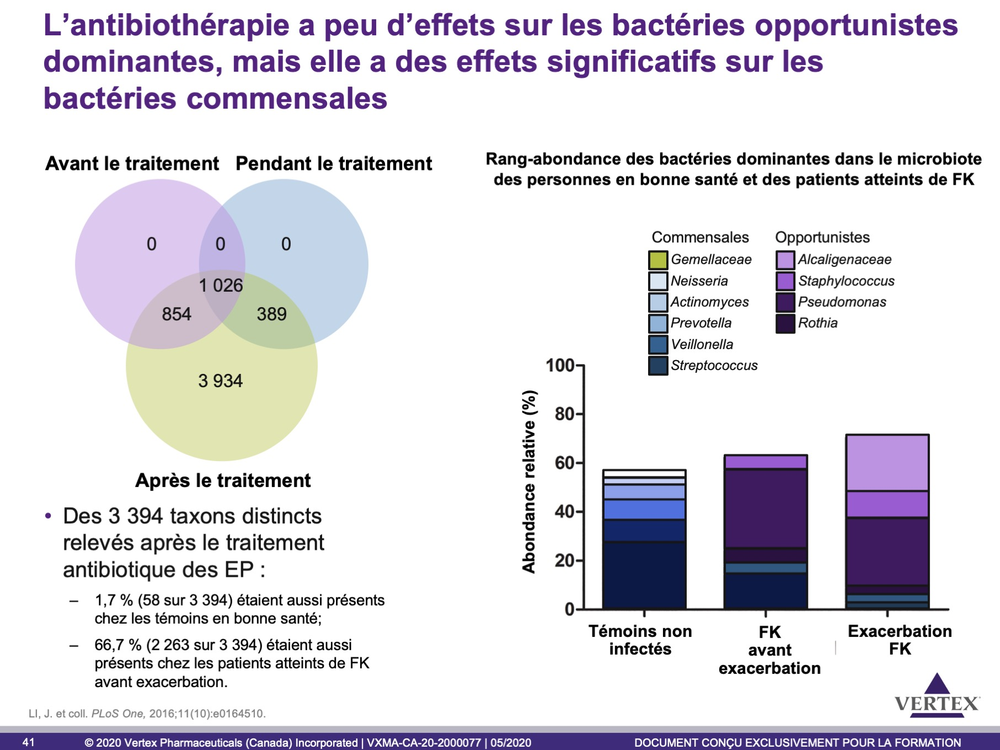 L’antibiothérapie a peu d’effets sur les bactéries opportunistes
dominantes, mais elle a des effets significatifs sur les
bactéries commensales
Avant le traitement
Pendant le traitement
0
0
0
1 026
854
389
3 934
Après le traitement
• Des 3 394 taxons distincts
relevés après le traitement
antibiotique des EP :
– 1,7 % (58 sur 3 394) étaient aussi présents
chez les témoins en bonne santé;
– 66,7 % (2 263 sur 3 394) étaient aussi
présents chez les patients atteints de FK
avant exacerbation.
Rang-abondance des bactéries dominantes dans le microbiote
des personnes en bonne santé et des patients atteints de FK
Commensales
Gemellaceae
Neisseria
Actinomyces
Prevotella
Veillonella
Streptococcus
Opportunistes
Alcaligenaceae
Staphylococcus
Pseudomonas
Rothia
Abondance relative (%)
100
80
60
40
20
0
Témoins non
infectés
FK
avant
exacerbation
Exacerbation
FK
VERTEX
LI, J. et coll. PLoS One, 2016;11(10):e0164510.
41
© 2020 Vertex Pharmaceuticals (Canada) Incorporated | VXMA-CA-20-2000077 | 05/2020
DOCUMENT CONÇU EXCLUSIVEMENT POUR LA FORMATION